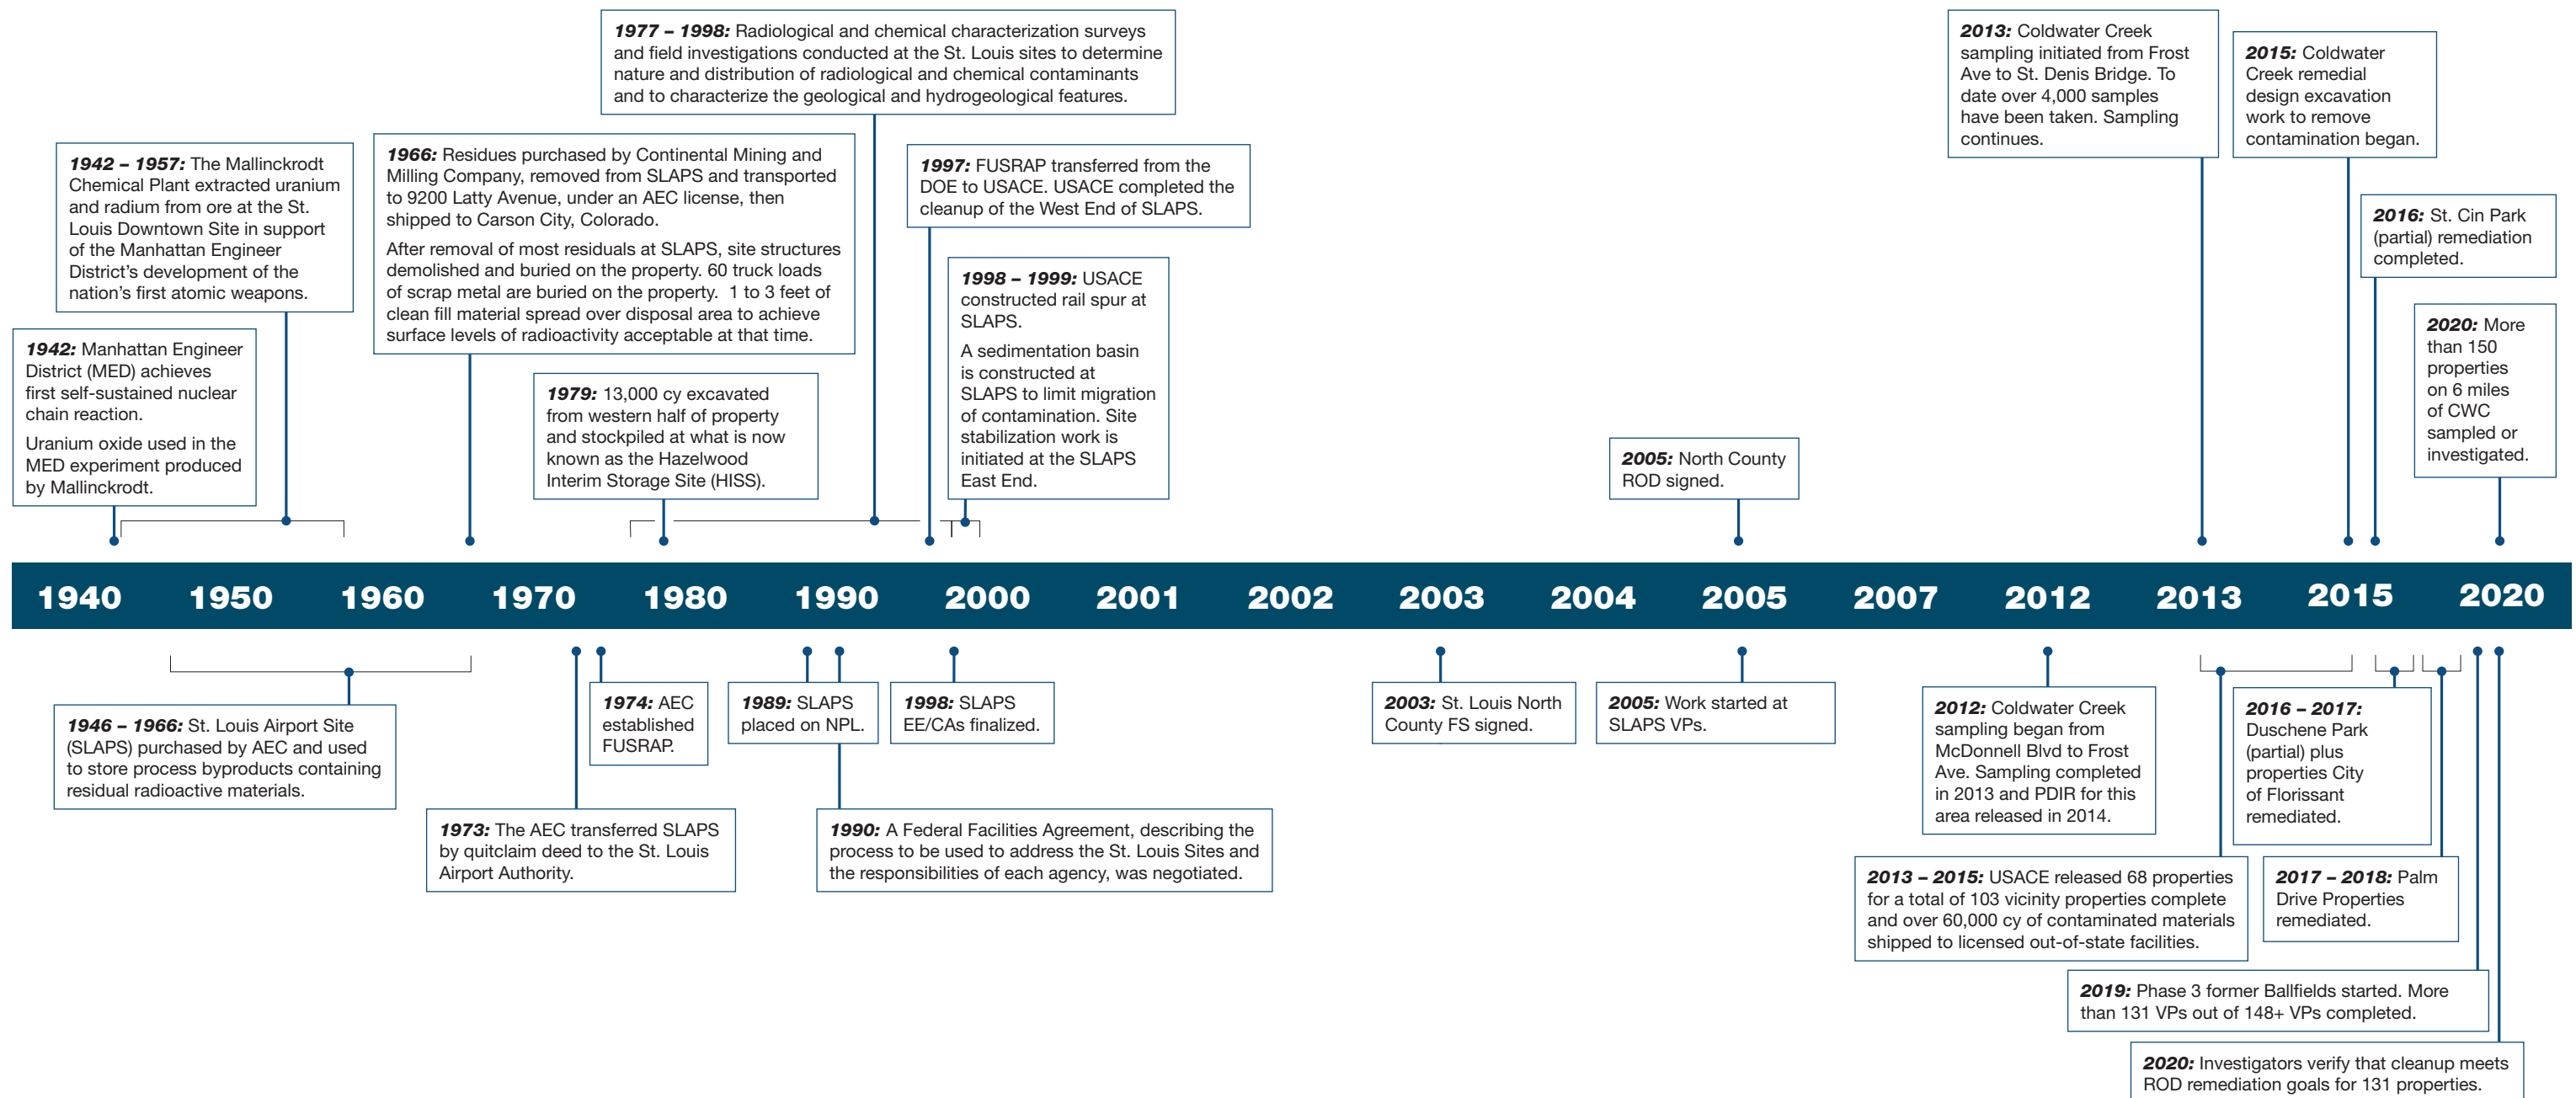 1977 – 1998: Radiological and chemical characterization surveys
and field investigations conducted at the St. Louis sites to determine
nature and distribution of radiological and chemical contaminants
and to characterize the geological and hydrogeological features.
2013: Coldwater Creek
sampling initiated from Frost
Ave to St. Denis Bridge. To
date over 4,000 samples
have been taken. Sampling
continues.
2015: Coldwater
Creek remedial
design excavation
work to remove
contamination began.
1942 – 1957: The Mallinckrodt
Chemical Plant extracted uranium
and radium from ore at the St.
Louis Downtown Site in support
of the Manhattan Engineer
District’s development of the
nation’s first atomic weapons.
1966: Residues purchased by Continental Mining and
Milling Company, removed from SLAPS and transported
to 9200 Latty Avenue, under an AEC license, then
shipped to Carson City, Colorado.
After removal of most residuals at SLAPS, site structures
demolished and buried on the property. 60 truck loads
of scrap metal are buried on the property.  1 to 3 feet of
clean fill material spread over disposal area to achieve
surface levels of radioactivity acceptable at that time.
1997: FUSRAP transferred from the
DOE to USACE. USACE completed the
cleanup of the West End of SLAPS.
2016: St. Cin Park
(partial) remediation
completed.
1998 – 1999: USACE
constructed rail spur at
SLAPS.
A sedimentation basin
is constructed at
SLAPS to limit migration
of contamination. Site
stabilization work is
initiated at the SLAPS
East End.
2020: More
than 150
properties
on 6 miles
of CWC
sampled or
investigated.
1942: Manhattan Engineer
District (MED) achieves
first self-sustained nuclear
chain reaction.
Uranium oxide used in the
MED experiment produced
by Mallinckrodt.
1979: 13,000 cy excavated
from western half of property
and stockpiled at what is now
known as the Hazelwood
Interim Storage Site (HISS).
2005: North County
ROD signed.
1940 1950 1960 1970 1980 1990 2000 2001 2002 2003 2004 2005 2007 2012 2013 2015 2020
1946 – 1966: St. Louis Airport Site
(SLAPS) purchased by AEC and used
to store process byproducts containing
residual radioactive materials.
1974: AEC
established
FUSRAP.
1989: SLAPS
placed on NPL.
1998: SLAPS
EE/CAs finalized.
2003: St. Louis North
County FS signed.
2005: Work started at
SLAPS VPs.
2012: Coldwater Creek
sampling began from
McDonnell Blvd to Frost
Ave. Sampling completed
in 2013 and PDIR for this
area released in 2014.
2016 – 2017:
Duschene Park
(partial) plus
properties City
of Florissant
remediated.
1973: The AEC transferred SLAPS
by quitclaim deed to the St. Louis
Airport Authority.
1990: A Federal Facilities Agreement, describing the
process to be used to address the St. Louis Sites and
the responsibilities of each agency, was negotiated.
2013 – 2015: USACE released 68 properties
for a total of 103 vicinity properties complete
and over 60,000 cy of contaminated materials
shipped to licensed out-of-state facilities.
2017 – 2018: Palm
Drive Properties
remediated.
2019: Phase 3 former Ballfields started. More
than 131 VPs out of 148+ VPs completed.
2020: Investigators verify that cleanup meets
ROD remediation goals for 131 properties.